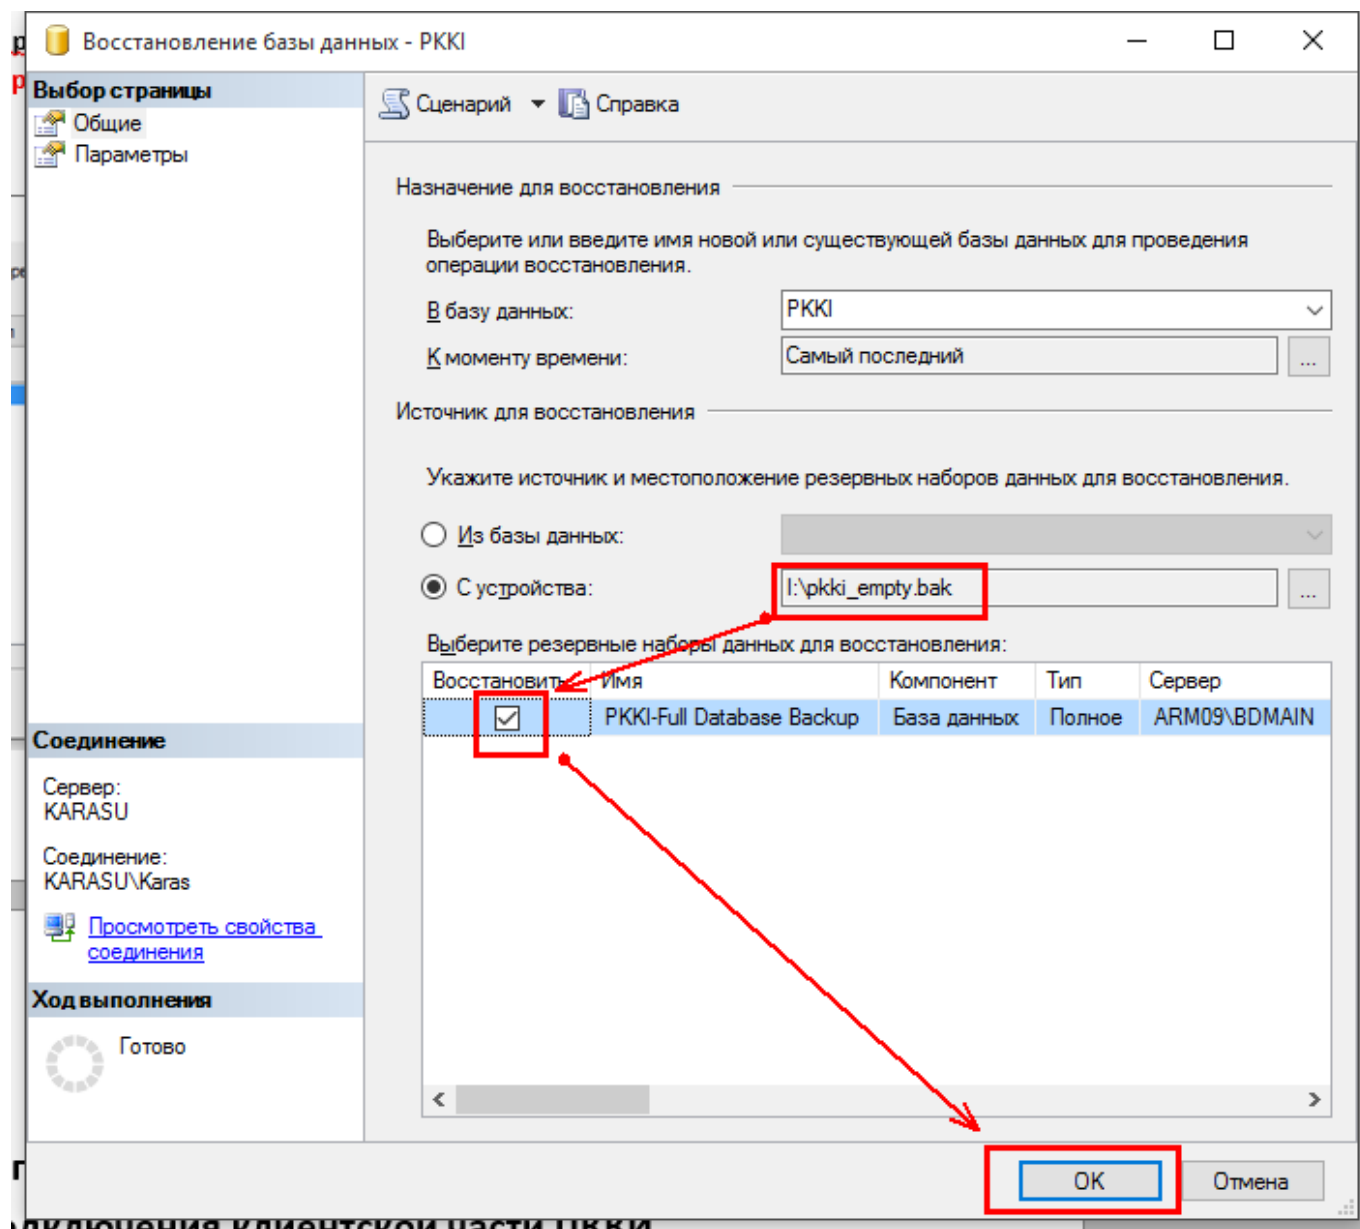 Восстановление базы данных - PKKI
Выбор страницы
Общие
Параметры
Сценарий
Справка
Назначение для восстановления
Выберите или введите имя новой или существующей базы данных для проведения
операции восстановления.
В базу данных:
PKKI
К моменту времени:
Самый последний
...
Источник для восстановления
Укажите источник и местоположение резервных наборов данных для восстановления.
Из базы данных:
С устройства:
I:\pkki_empty.bak
...
Выберите резервные наборы данных для восстановления:
Восстановить Имя Компонент Тип Сервер
PKKI-Full Database Backup База данных Полное ARM09\BDMAIN
Соединение
Сервер:
KARASU
Соединение:
KARASU\Karas
Просмотреть свойства
соединения
Ход выполнения
Готово
OK
Отмена